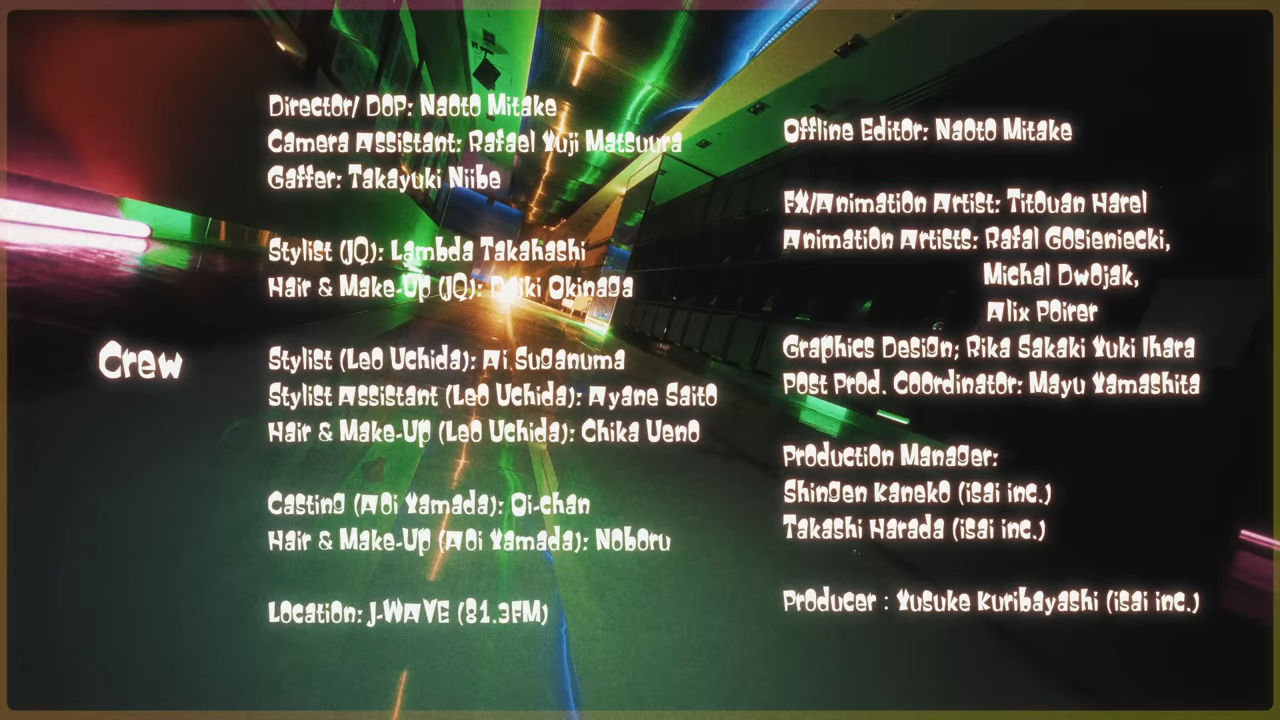 Crew
Director/ DOP: Naoto Mitake
Camera Assistant: Rafael Yuji Matsuura
Gaffer: Takayuki Niibe
Stylist (JQ): Lambda Takahashi
Hair & Make-Up (JQ): Daiki Okinaga
Stylist (Leo Uchida): Ai Suganuma
Stylist Assistant (Leo Uchida): Ayane Saito
Hair & Make-Up (Leo Uchida): Chika Ueno
Casting (Aoi Yamada): Oi-chan
Hair & Make-Up (Aoi Yamada): Noboru
Location: J-WAVE (81.3FM)
Offline Editor: Naoto Mitake
FX/Animation Artist: Titouan Harel
Animation Artists: Rafal Gosieniecki,
Michal Dwojak,
Alix Poirer
Graphics Design; Rika Sakaki Yuki Ihara
Post Prod. Coordinator: Mayu Yamashita
Production Manager:
Shingen Kaneko (isai inc.)
Takashi Harada (isai inc.)
Producer : Yusuke Kuribayashi (isai inc.)